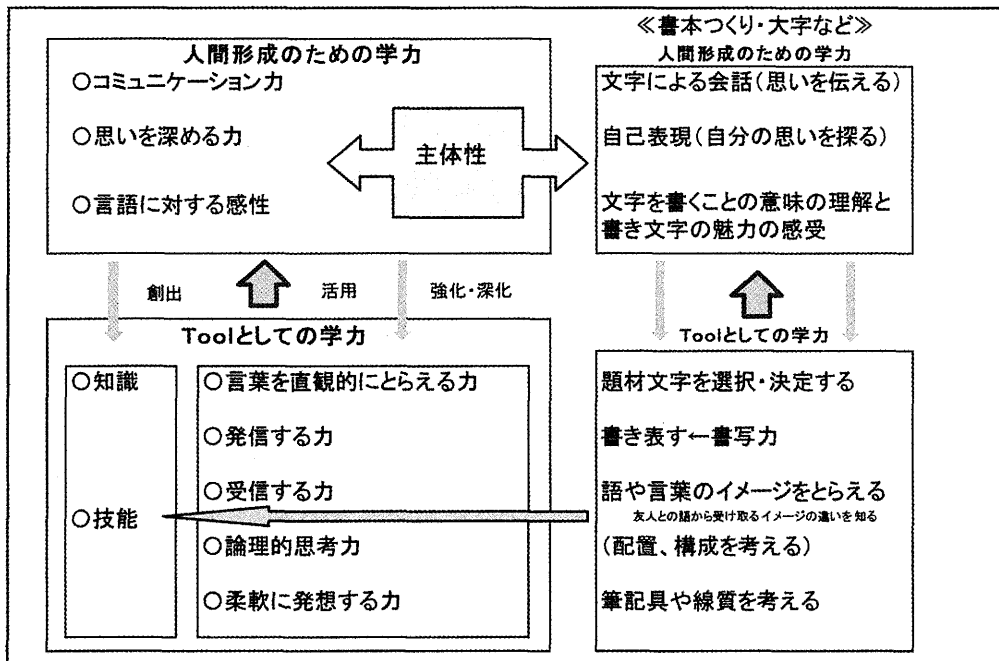 人間形成のための学力
○コミュニケーション力
○思いを深める力
○言語に対する感性
主体性
≪書本つくり・大字など≫
人間形成のための学力
文字による会話(思いを伝える)
自己表現(自分の思いを探る)
文字を書くことの意味の理解と
書き文字の魅力の感受
創出
活用
強化・深化
Toolとしての学力
○知識
○技能
○言葉を直観的にとらえる力
○発信する力
○受信する力
○論理的思考力
○柔軟に発想する力
Toolとしての学力
題材文字を選択・決定する
書き表す←書写力
語や言葉のイメージをとらえる
友人との語から受け取るイメージの違いを知る
(配置、構成を考える)
筆記具や線質を考える